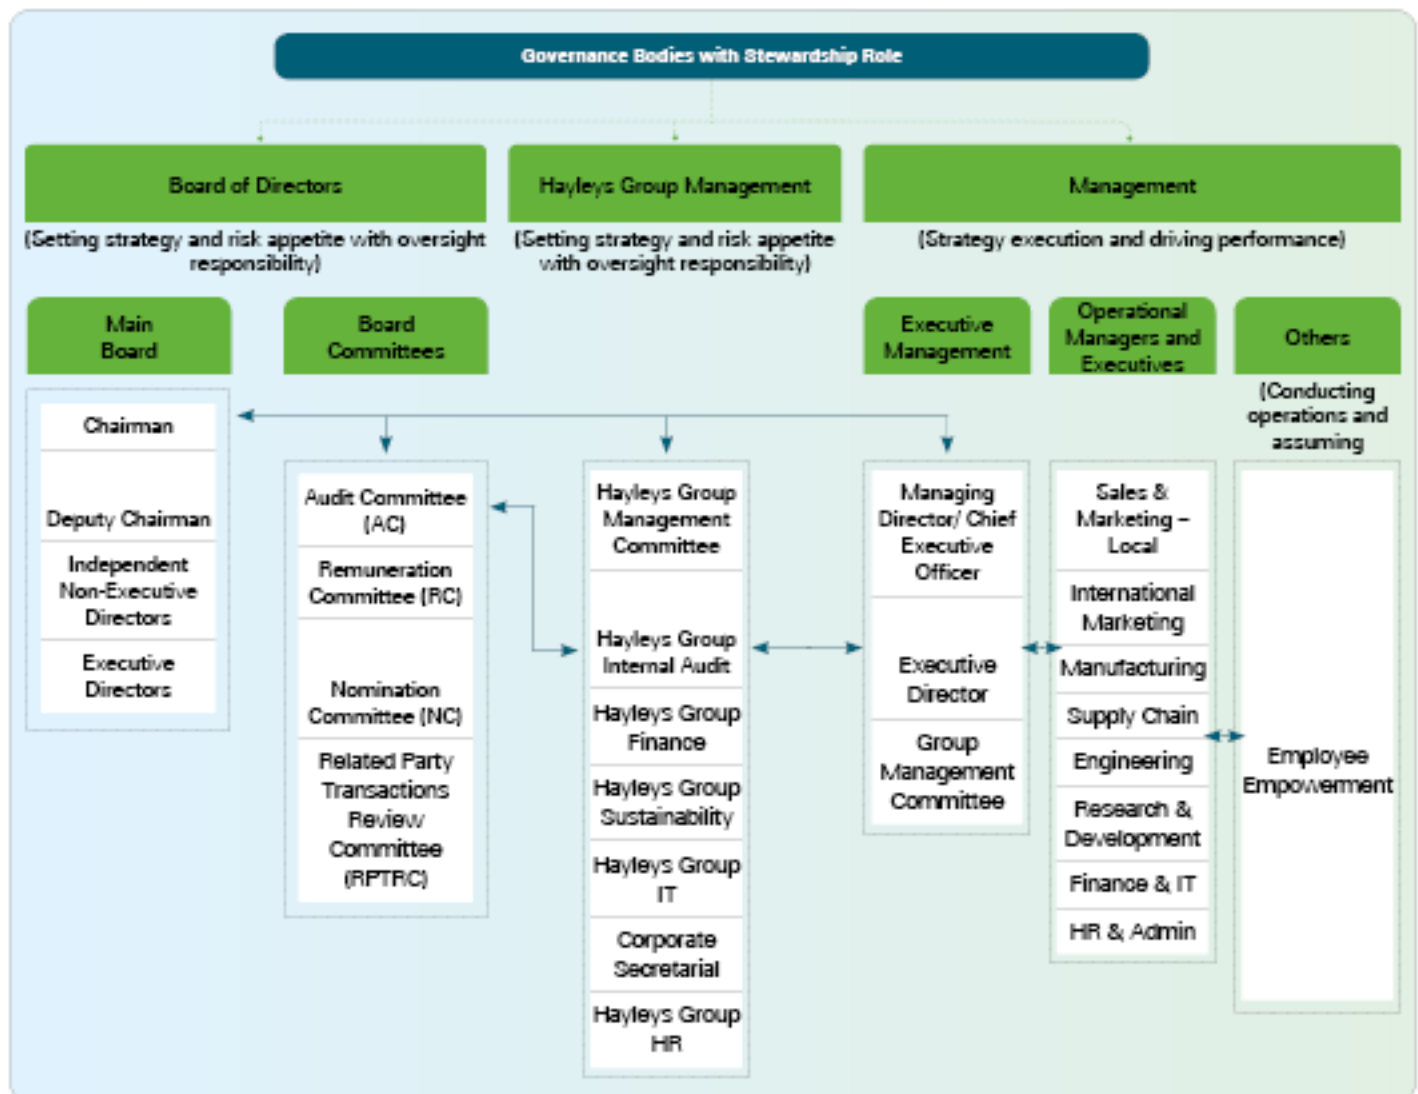 Governance Bodies with Stewardship Role
Board of Directors
(Setting strategy and risk appetite with oversight
responsibility)
Hayleys Group Management
(Setting strategy and risk appetite
with oversight responsibility)
Management
(Strategy execution and driving performance)
Main
Board
Chairman
Deputy Chairman
Independent
Non-Executive
Directors
Executive
Directors
Board
Committees
Audit Committee
(AC)
Remuneration
Committee (RC)
Nomination
Committee (NC)
Related Party
Transactions
Review
Committee
(RPTRC)
Hayleys Group
Management
Committee
Hayleys Group
Internal Audit
Hayleys Group
Finance
Hayleys Group
Sustainability
Hayleys Group
IT
Corporate
Secretarial
Hayleys Group
HR
Executive
Management
Managing
Director/ Chief
Executive
Officer
Executive
Director
Group
Management
Committee
Operational
Managers and
Executives
Sales &
Marketing –
Local
International
Marketing
Manufacturing
Supply Chain
Engineering
Research &
Development
Finance & IT
HR & Admin
Others
(Conducting
operations and
assuming
Employee
Empowerment